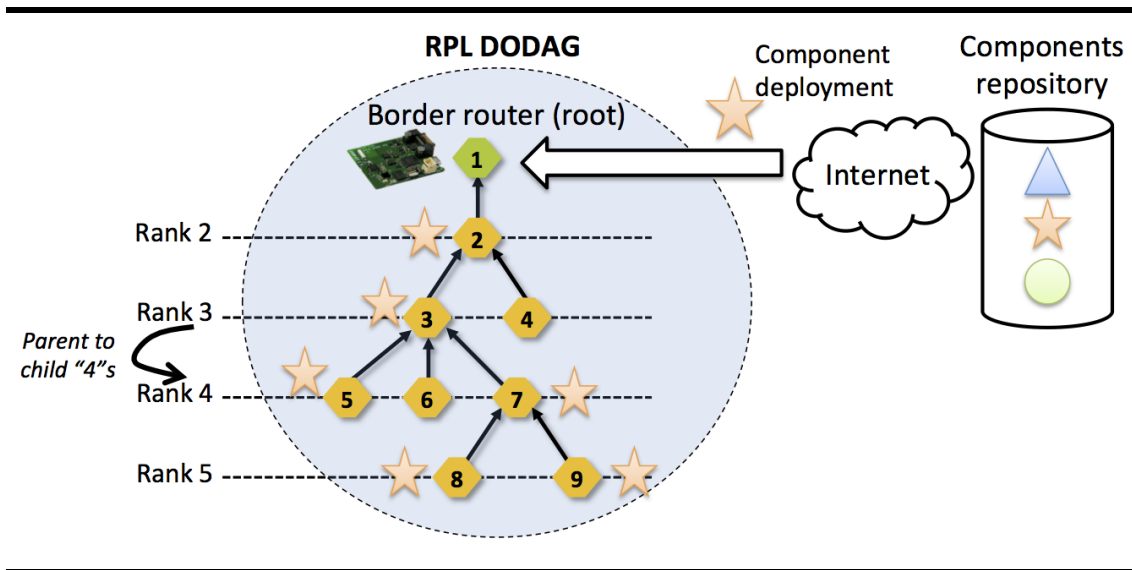 RPL DODAG
Component
deployment
Components
repository
Border router (root)
1
Internet
Rank 2
2
Rank 3
3
4
Parent to
child “4”s
Rank 4
5
6
7
Rank 5
8
9